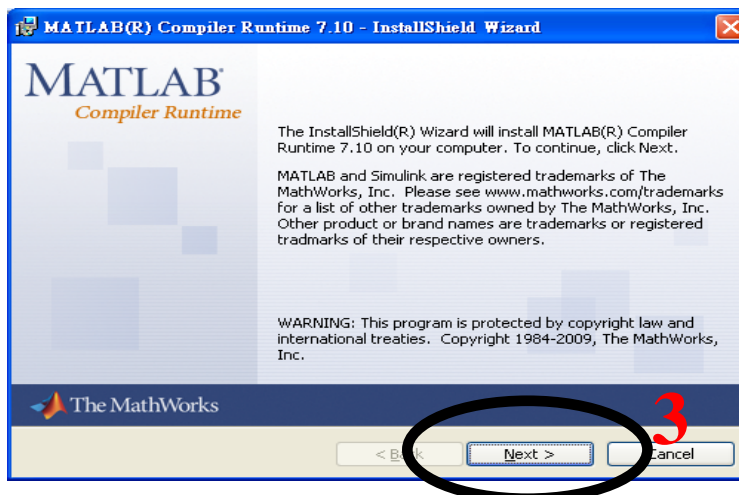 MATLAB(R) Compiler Runtime 7.10 - InstallShield Wizard
MATLAB®
Compiler Runtime
The InstallShield(R) Wizard will install MATLAB(R) Compiler
Runtime 7.10 on your computer. To continue, click Next.
MATLAB and Simulink are registered trademarks of The
MathWorks, Inc. Please see www.mathworks.com/trademarks
for a list of other trademarks owned by The MathWorks, Inc.
Other product or brand names are trademarks or registered
tradmarks of their respective owners.
WARNING: This program is protected by copyright law and
international treaties. Copyright 1984-2009, The MathWorks,
Inc.
The MathWorks
3
< Back
Next >
Cancel